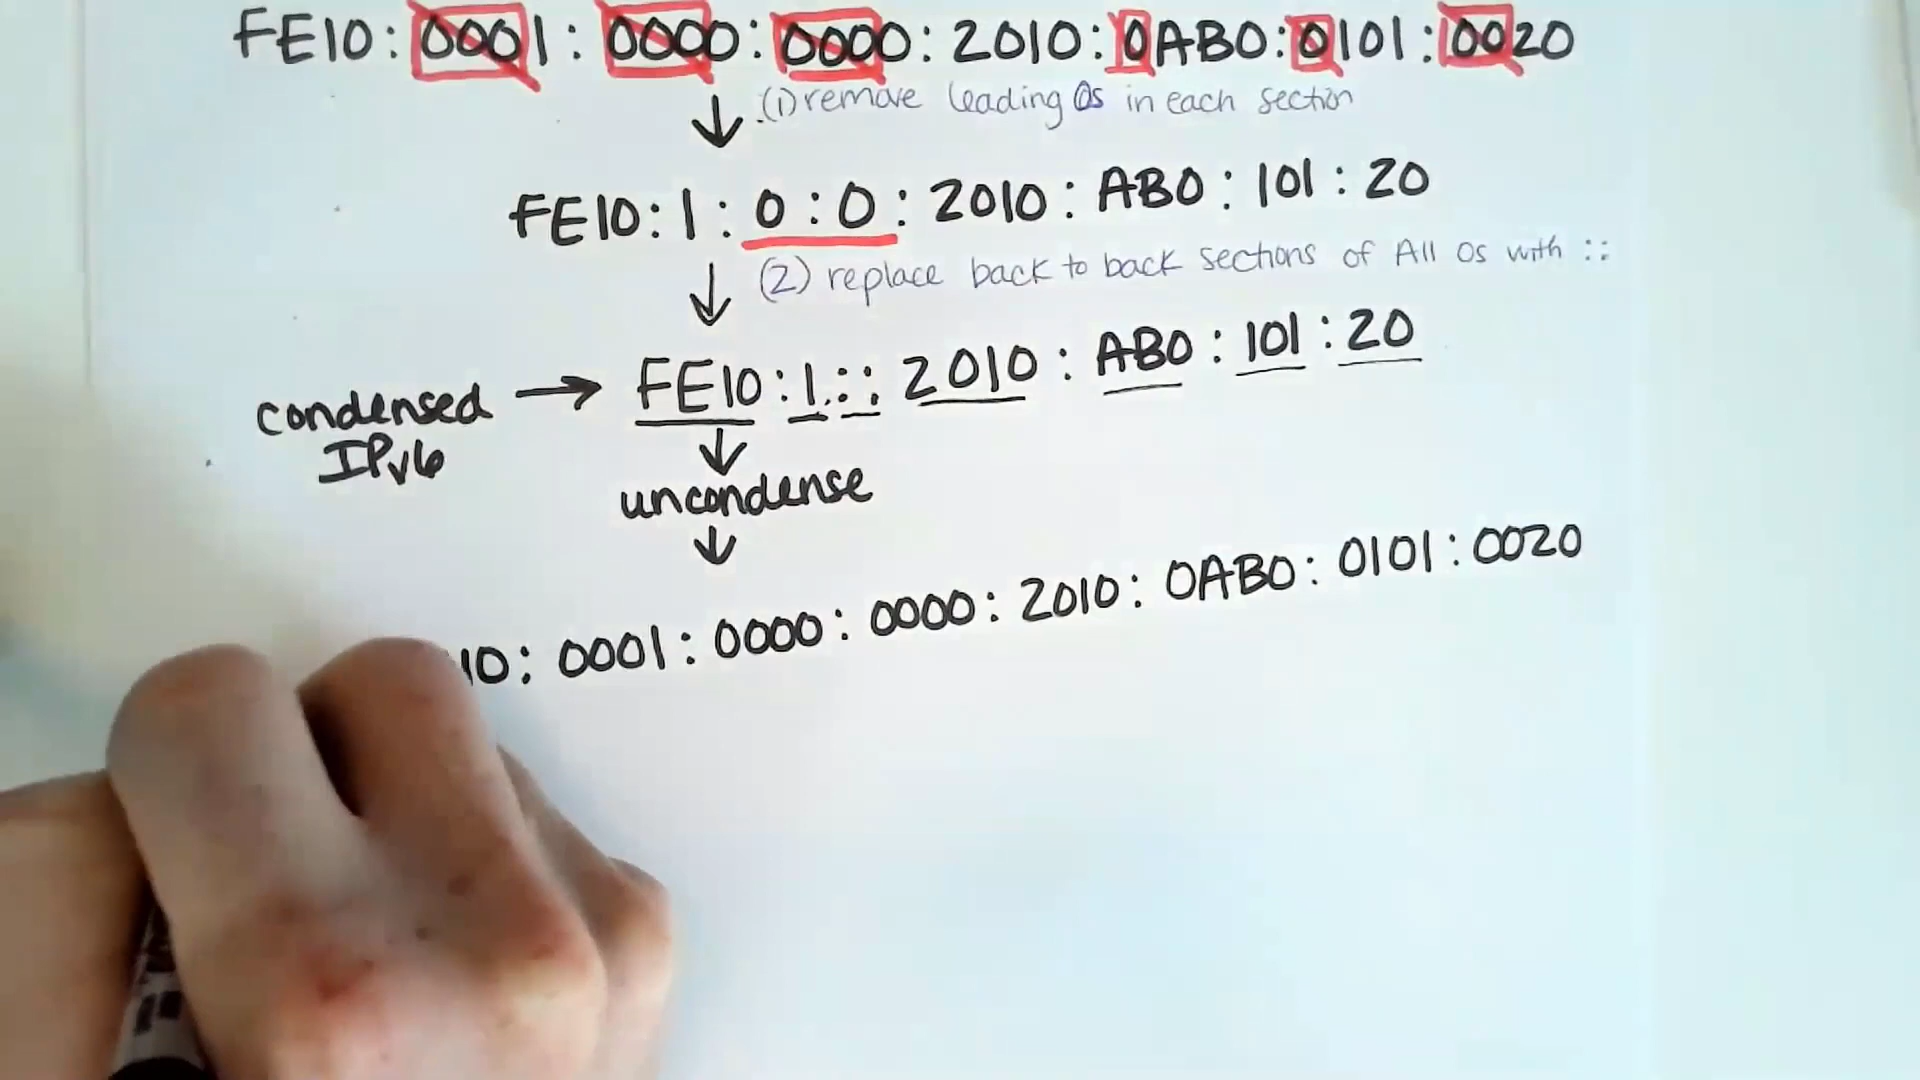 FE10:0001:0000:0000:2010:0AB0:0101:0020
(1) remove leading 0s in each section
FE10:1:0:0:2010:AB0:101:20
(2) replace back to back sections of All 0s with ::
condensed → FE10:1::2010:AB0:101:20
IPv6
uncondense
10:0001:0000:0000:2010:0AB0:0101:0020